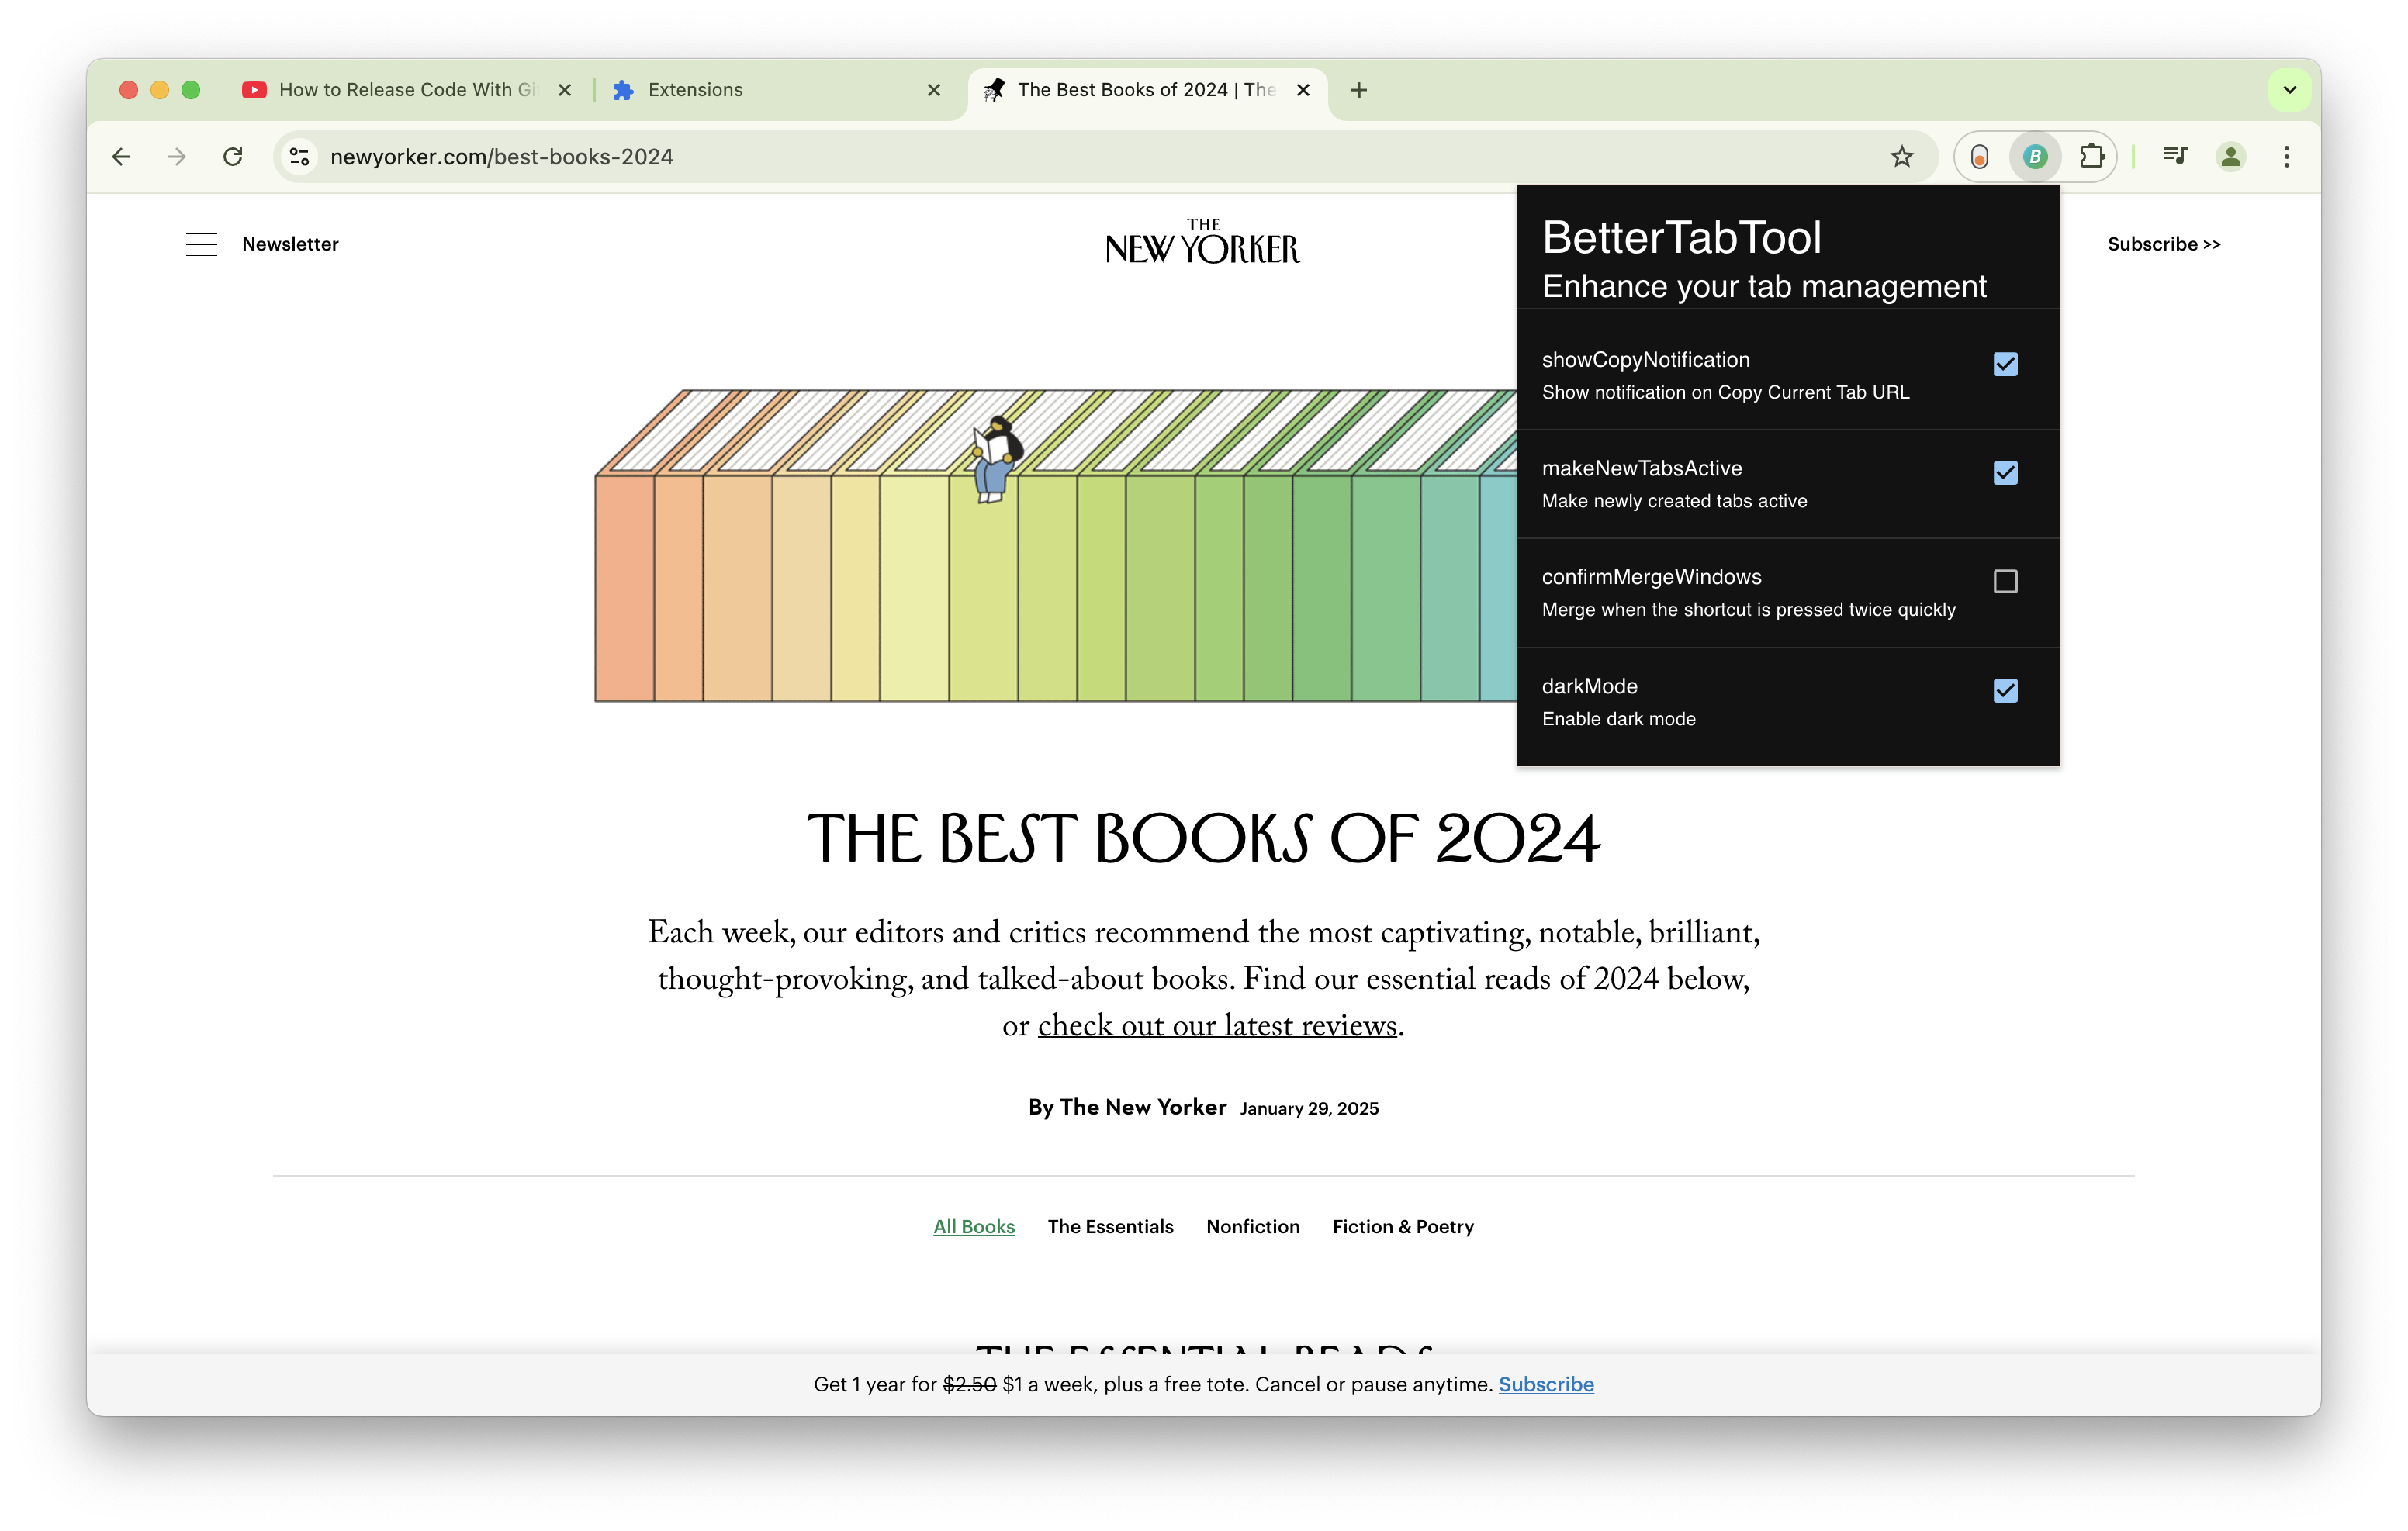 How to Release Code With Gi
Extensions
The Best Books of 2024 | The
newyorker.com/best-books-2024
B
Newsletter
THE
NEW YORKER
Subscribe >>
BetterTabTool
Enhance your tab management
showCopyNotification
Show notification on Copy Current Tab URL
makeNewTabsActive
Make newly created tabs active
confirmMergeWindows
Merge when the shortcut is pressed twice quickly
darkMode
Enable dark mode
THE BEST BOOKS OF 2024
Each week, our editors and critics recommend the most captivating, notable, brilliant,
thought-provoking, and talked-about books. Find our essential reads of 2024 below,
or check out our latest reviews.
By The New Yorker January 29, 2025
All Books The Essentials Nonfiction Fiction & Poetry
THE ESSENTIAL READS
Get 1 year for $2.50 $1 a week, plus a free tote. Cancel or pause anytime. Subscribe